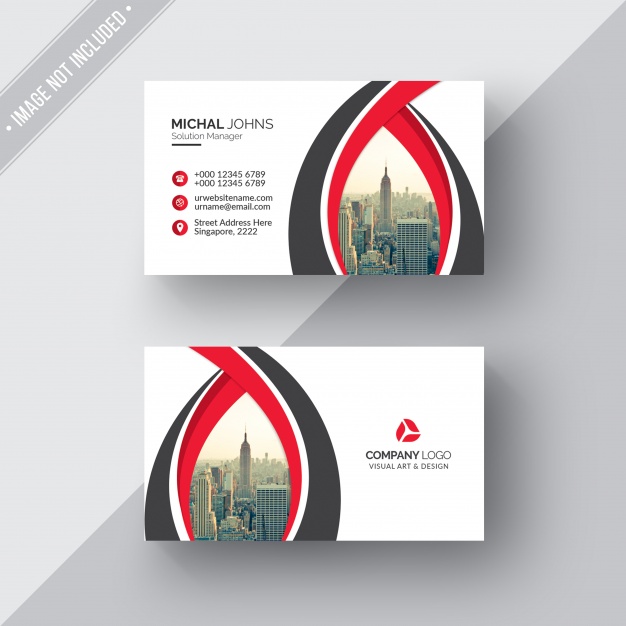 • IMAGE NOT INCLUDED •
MICHAL JOHNS
Solution Manager
+000 12345 6789
+000 12345 6789
urwebsitename.com
urname@email.com
Street Address Here
Singapore, 2222
COMPANY LOGO
VISUAL ART & DESIGN